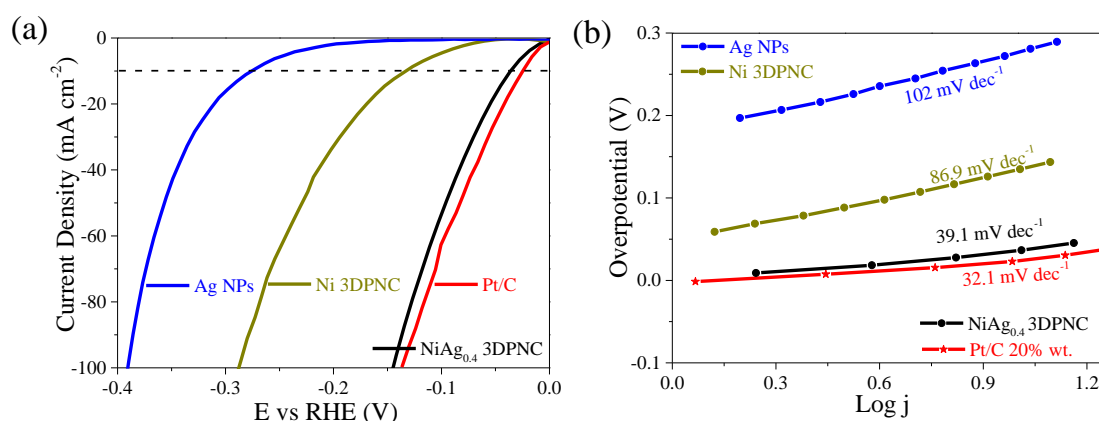 (a)
0
-20
-40
-60
-80
-100
Current Density (mA cm⁻²)
-0.4
-0.3
-0.2
-0.1
0.0
E vs RHE (V)
Ag NPs
Ni 3DPNC
Pt/C
NiAg₀.₄ 3DPNC
(b)
0.3
0.2
0.1
0.0
-0.1
Overpotential (V)
0.0
0.3
0.6
0.9
1.2
Log j
Ag NPs
Ni 3DPNC
102 mV dec⁻¹
86.9 mV dec⁻¹
39.1 mV dec⁻¹
32.1 mV dec⁻¹
NiAg₀.₄ 3DPNC
Pt/C 20% wt.